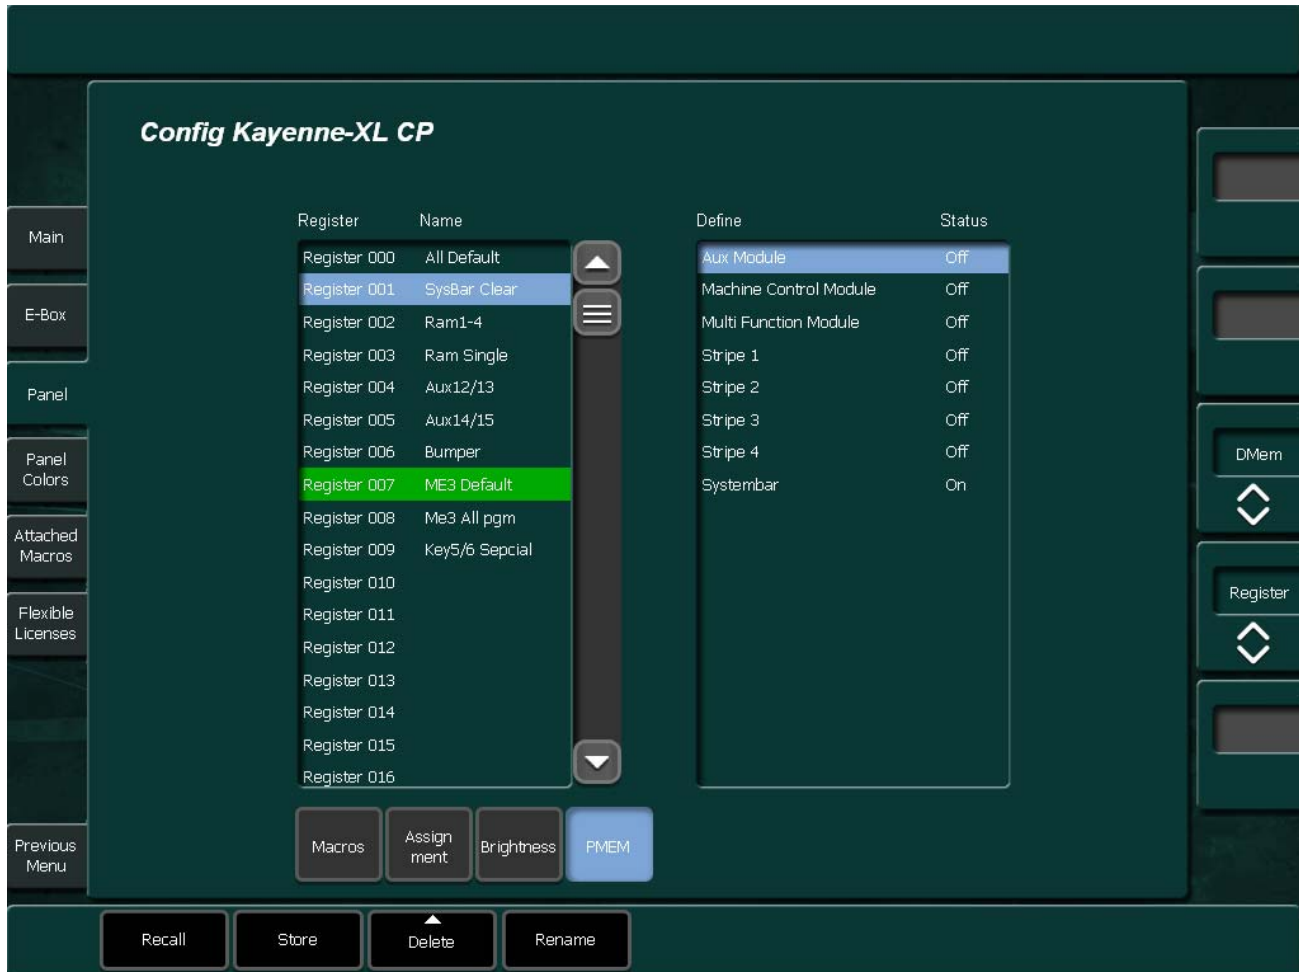 Config Kayenne-XL CP
Register Name Define Status
Main
Register 000 All Default Aux Module Off
Register 001 SysBar Clear Machine Control Module Off
E-Box
Register 002 Ram1-4 Multi Function Module Off
Register 003 Ram Single Stripe 1 Off
Panel
Register 004 Aux12/13 Stripe 2 Off
Register 005 Aux14/15 Stripe 3 Off
Register 006 Bumper Stripe 4 Off
Panel
Colors
DMem
Register 007 ME3 Default Systembar On
Register 008 Me3 All pgm
Attached
Macros
Register 009 Key5/6 Sepcial
Register 010
Register
Register 011
Flexible
Licenses
Register 012
Register 013
Register 014
Register 015
Register 016
Previous
Menu
Macros
Assign
ment
Brightness
PMEM
Recall Store Delete Rename